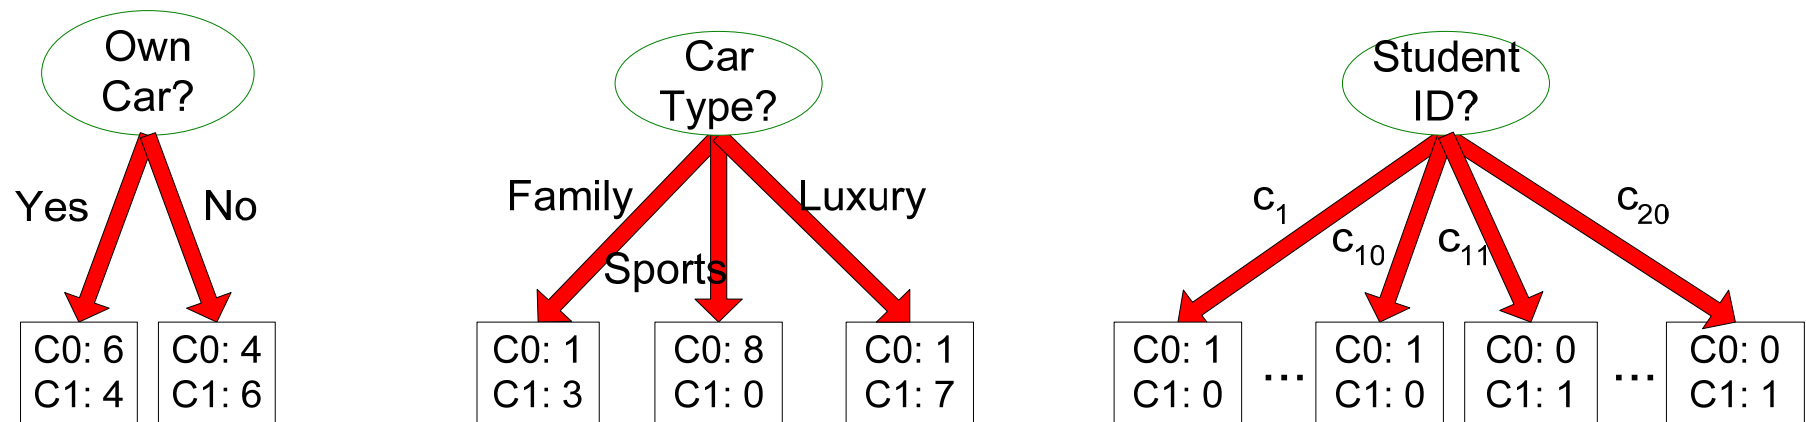 Own
Car?
Yes
No
C0: 6
C1: 4
C0: 4
C1: 6
Car
Type?
Family
Sports
Luxury
C0: 1
C1: 3
C0: 8
C1: 0
C0: 1
C1: 7
Student
ID?
c1
c10
c11
c20
C0: 1
C1: 0
...
C0: 1
C1: 0
C0: 0
C1: 1
...
C0: 0
C1: 1